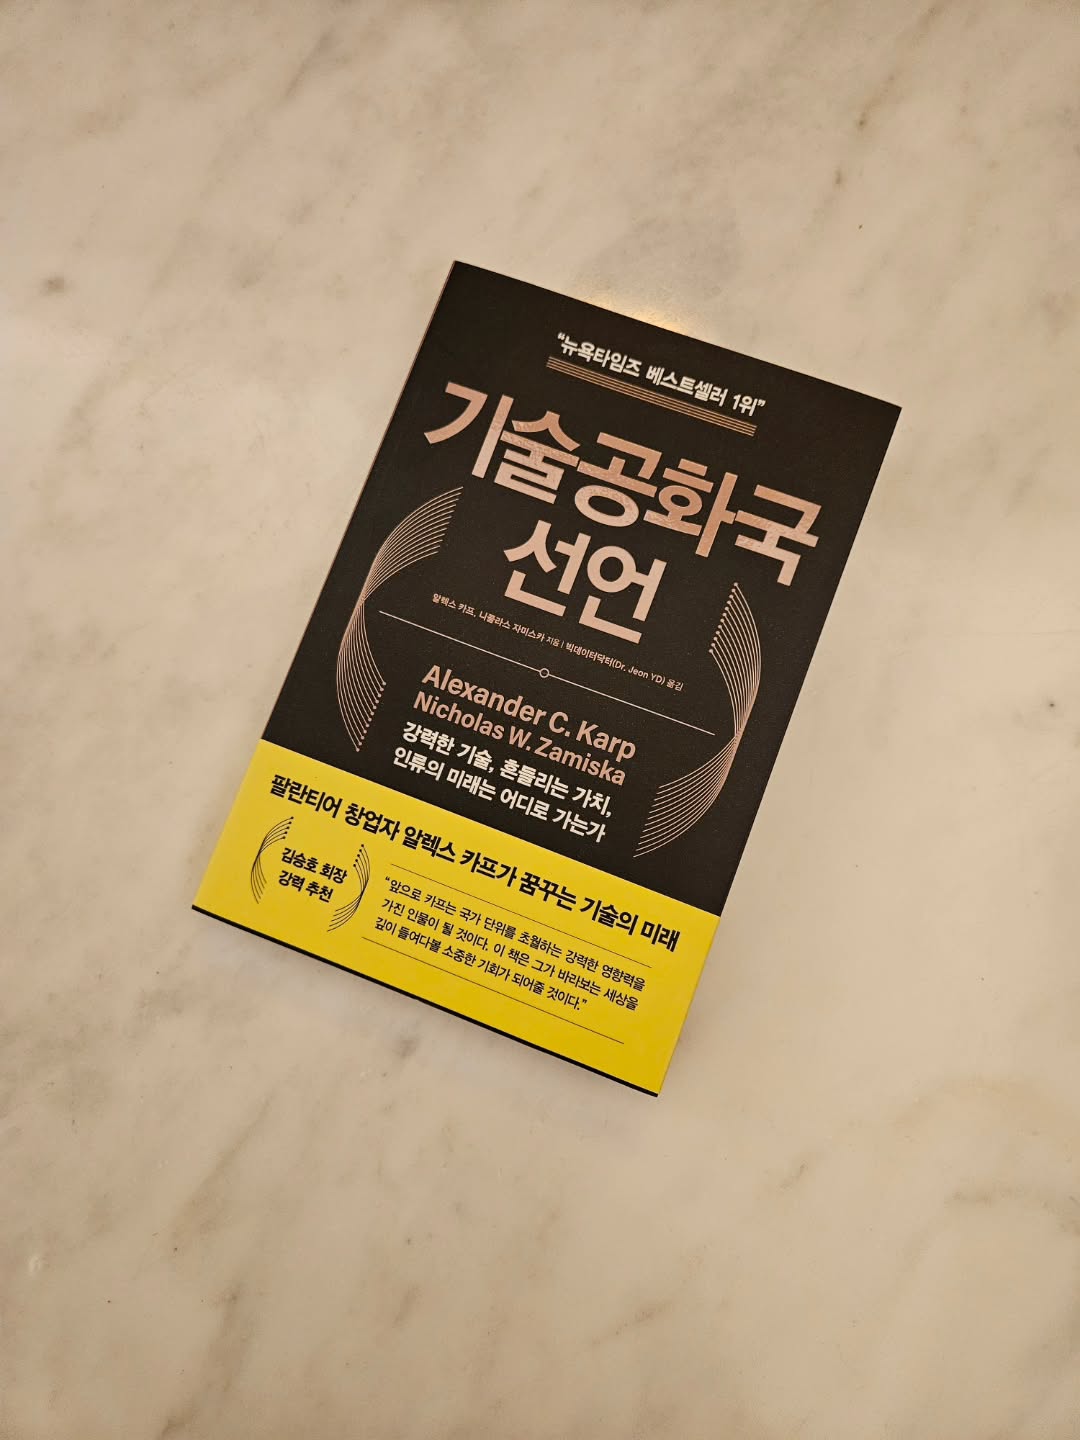 “뉴욕타임즈 베스트셀러 1위”
기술공화국
선언
알렉스 카프, 니콜라스 자미스카 지음 | 빅데이터닥터(Dr. Jeon YD) 옮김
Alexander C. Karp
Nicholas W. Zamiska
강력한 기술, 흔들리는 가치,
인류의 미래는 어디로 가는가
팔란티어 창업자 알렉스 카프가 꿈꾸는 기술의 미래
김승호 회장
강력 추천
“앞으로 카프는 국가 단위를 초월하는 강력한 영향력을
가진 인물이 될 것이다. 이 책은 그가 바라보는 세상을
깊이 들여다볼 소중한 기회가 되어줄 것이다.”